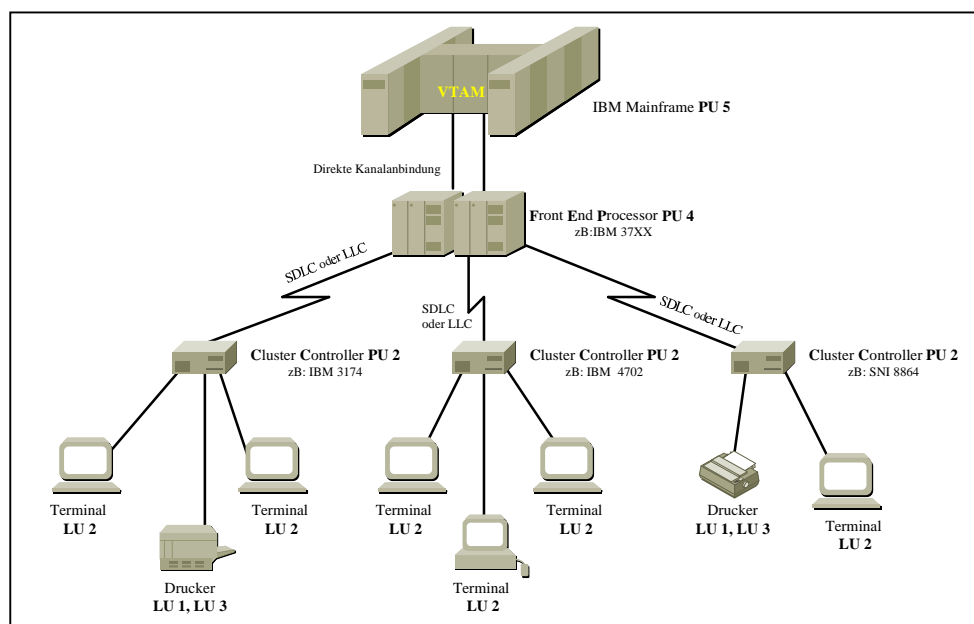 VTAM
IBM Mainframe PU 5
Direkte Kanalanbindung
Front End Processor PU 4
zB:IBM 37XX
SDLC oder LLC
SDLC
oder LLC
SDLC oder LLC
Cluster Controller PU 2
zB: IBM 3174
Cluster Controller PU 2
zB: IBM 4702
Cluster Controller PU 2
zB: SNI 8864
Terminal
LU 2
Terminal
LU 2
Terminal
LU 2
Terminal
LU 2
Drucker
LU 1, LU 3
Terminal
LU 2
Drucker
LU 1, LU 3
Terminal
LU 2